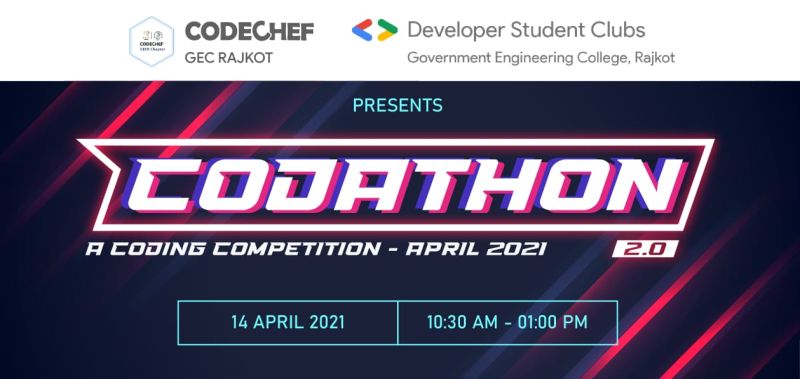 CODECHEF
GEC RAJKOT
Developer Student Clubs
Government Engineering College, Rajkot
PRESENTS
CODATHON
A CODING COMPETITION - APRIL 2021
2.0
14 APRIL 2021
10:30 AM - 01:00 PM